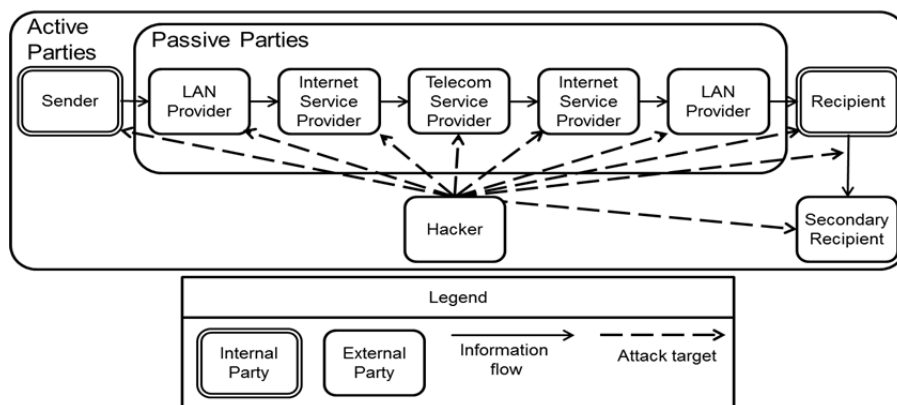 Active
Parties
Passive Parties
Sender
LAN
Provider
Internet
Service
Provider
Telecom
Service
Provider
Internet
Service
Provider
LAN
Provider
Recipient
Hacker
Secondary
Recipient
Legend
Internal
Party
External
Party
Information
flow
Attack target